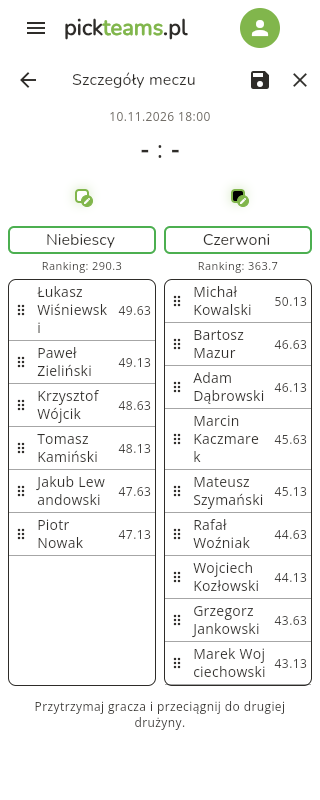 pickteams.pl
Szczegóły meczu
10.11.2026 18:00
- : -
Niebiescy
Ranking: 290.3
Łukasz
Wiśniewsk
i
49.63
Paweł
Zieliński
49.13
Krzysztof
Wójcik
48.63
Tomasz
Kamiński
48.13
Jakub Lew
andowski
47.63
Piotr
Nowak
47.13
Czerwoni
Ranking: 363.7
Michał
Kowalski
50.13
Bartosz
Mazur
46.63
Adam
Dąbrowski
46.13
Marcin
Kaczmare
k
45.63
Mateusz
Szymański
45.13
Rafał
Woźniak
44.63
Wojciech
Kozłowski
44.13
Grzegorz
Jankowski
43.63
Marek Woj
ciechowski
43.13
Przytrzymaj gracza i przeciągnij do drugiej
drużyny.